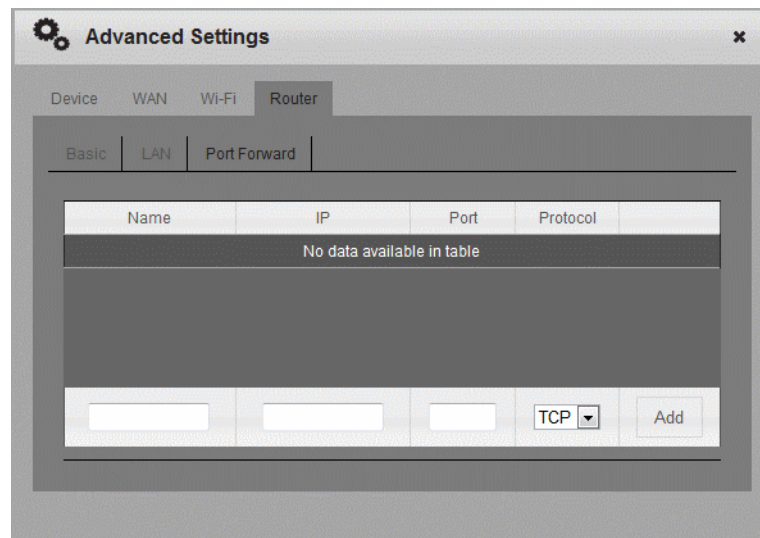 Advanced Settings
Device WAN Wi-Fi Router
Basic LAN Port Forward
Name IP Port Protocol
No data available in table
TCP Add